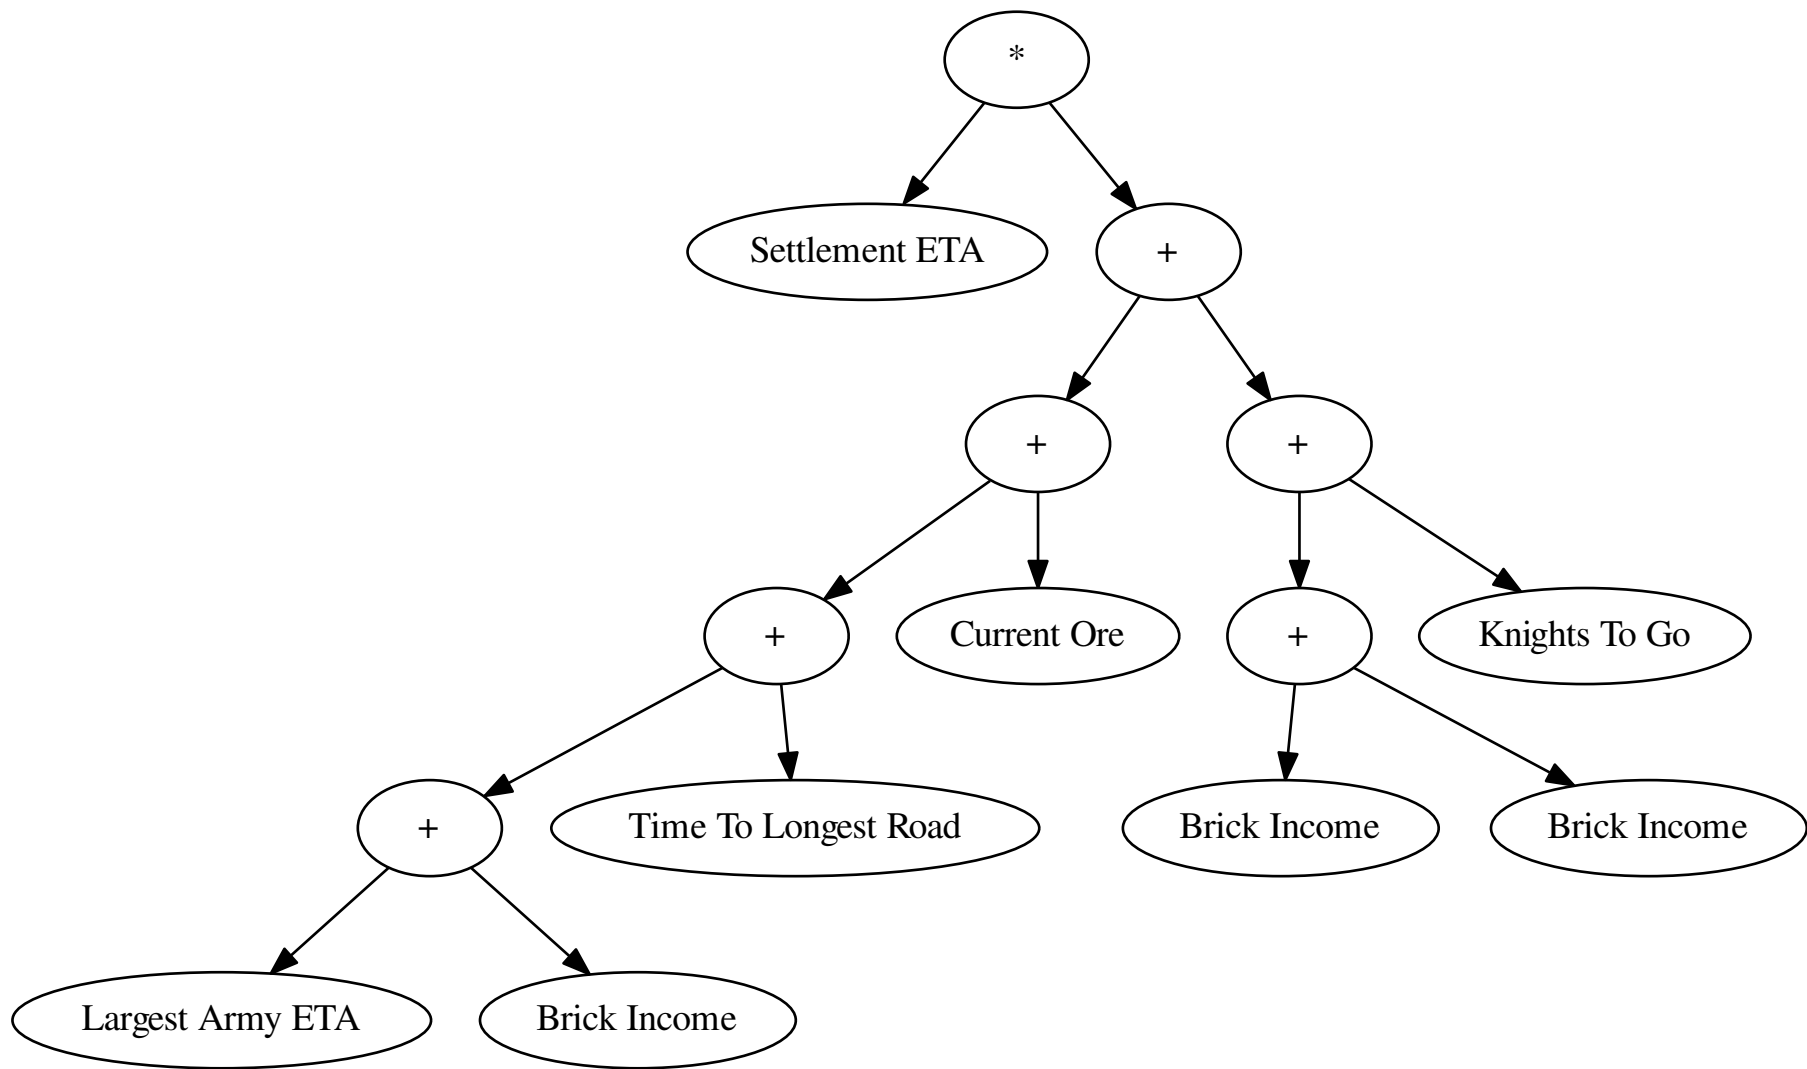 *
Settlement ETA
+
+
+
+
Current Ore
+
Knights To Go
+
Time To Longest Road
Brick Income
Brick Income
Largest Army ETA
Brick Income